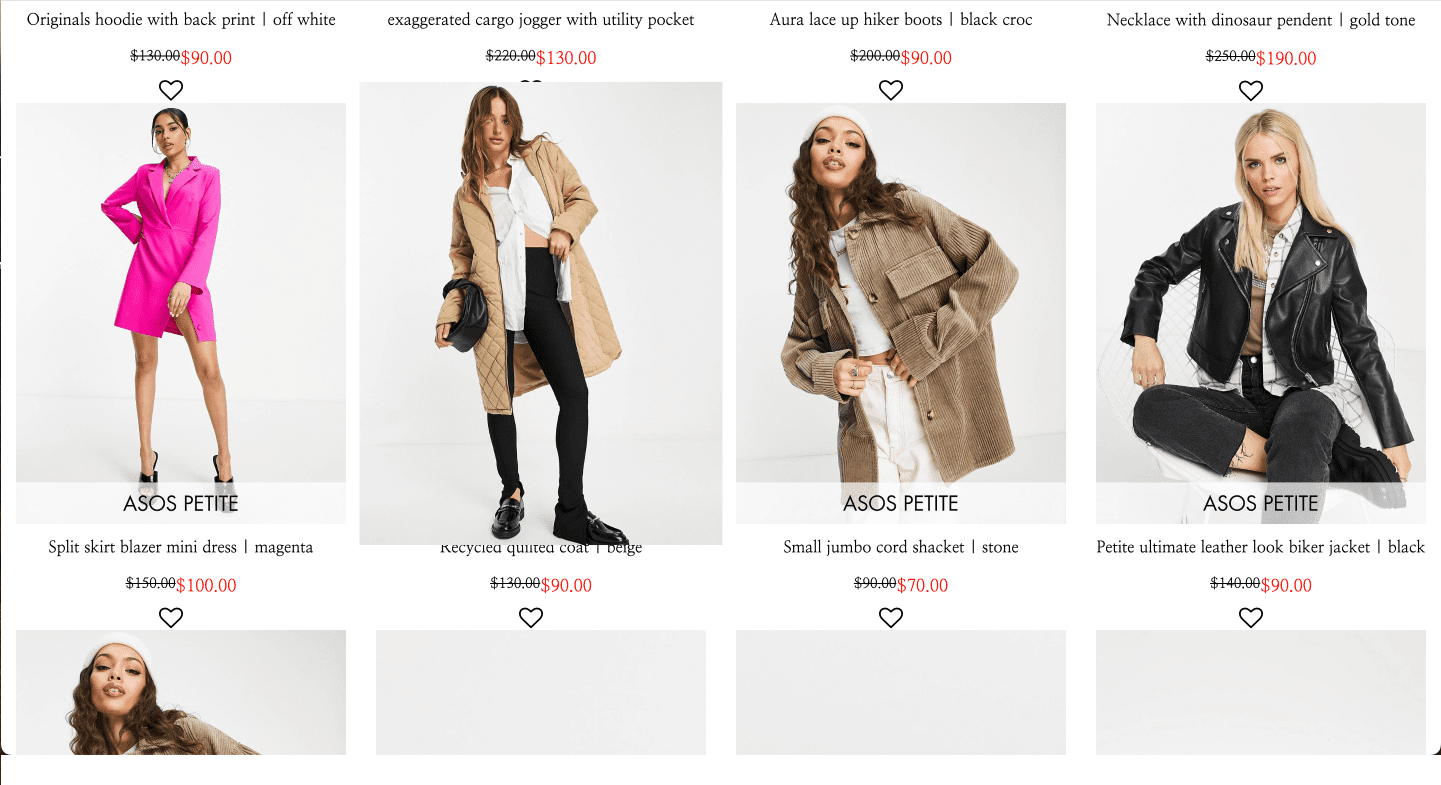 Originals hoodie with back print | off white
exaggerated cargo jogger with utility pocket
Aura lace up hiker boots | black croc
Necklace with dinosaur pendent | gold tone
$130.00$90.00
$220.00$130.00
$200.00$90.00
$250.00$190.00
ASOS PETITE
ASOS PETITE
ASOS PETITE
Split skirt blazer mini dress | magenta
Recycled quilted coat | beige
Small jumbo cord shacket | stone
Petite ultimate leather look biker jacket | black
$150.00$100.00
$130.00$90.00
$90.00$70.00
$140.00$90.00